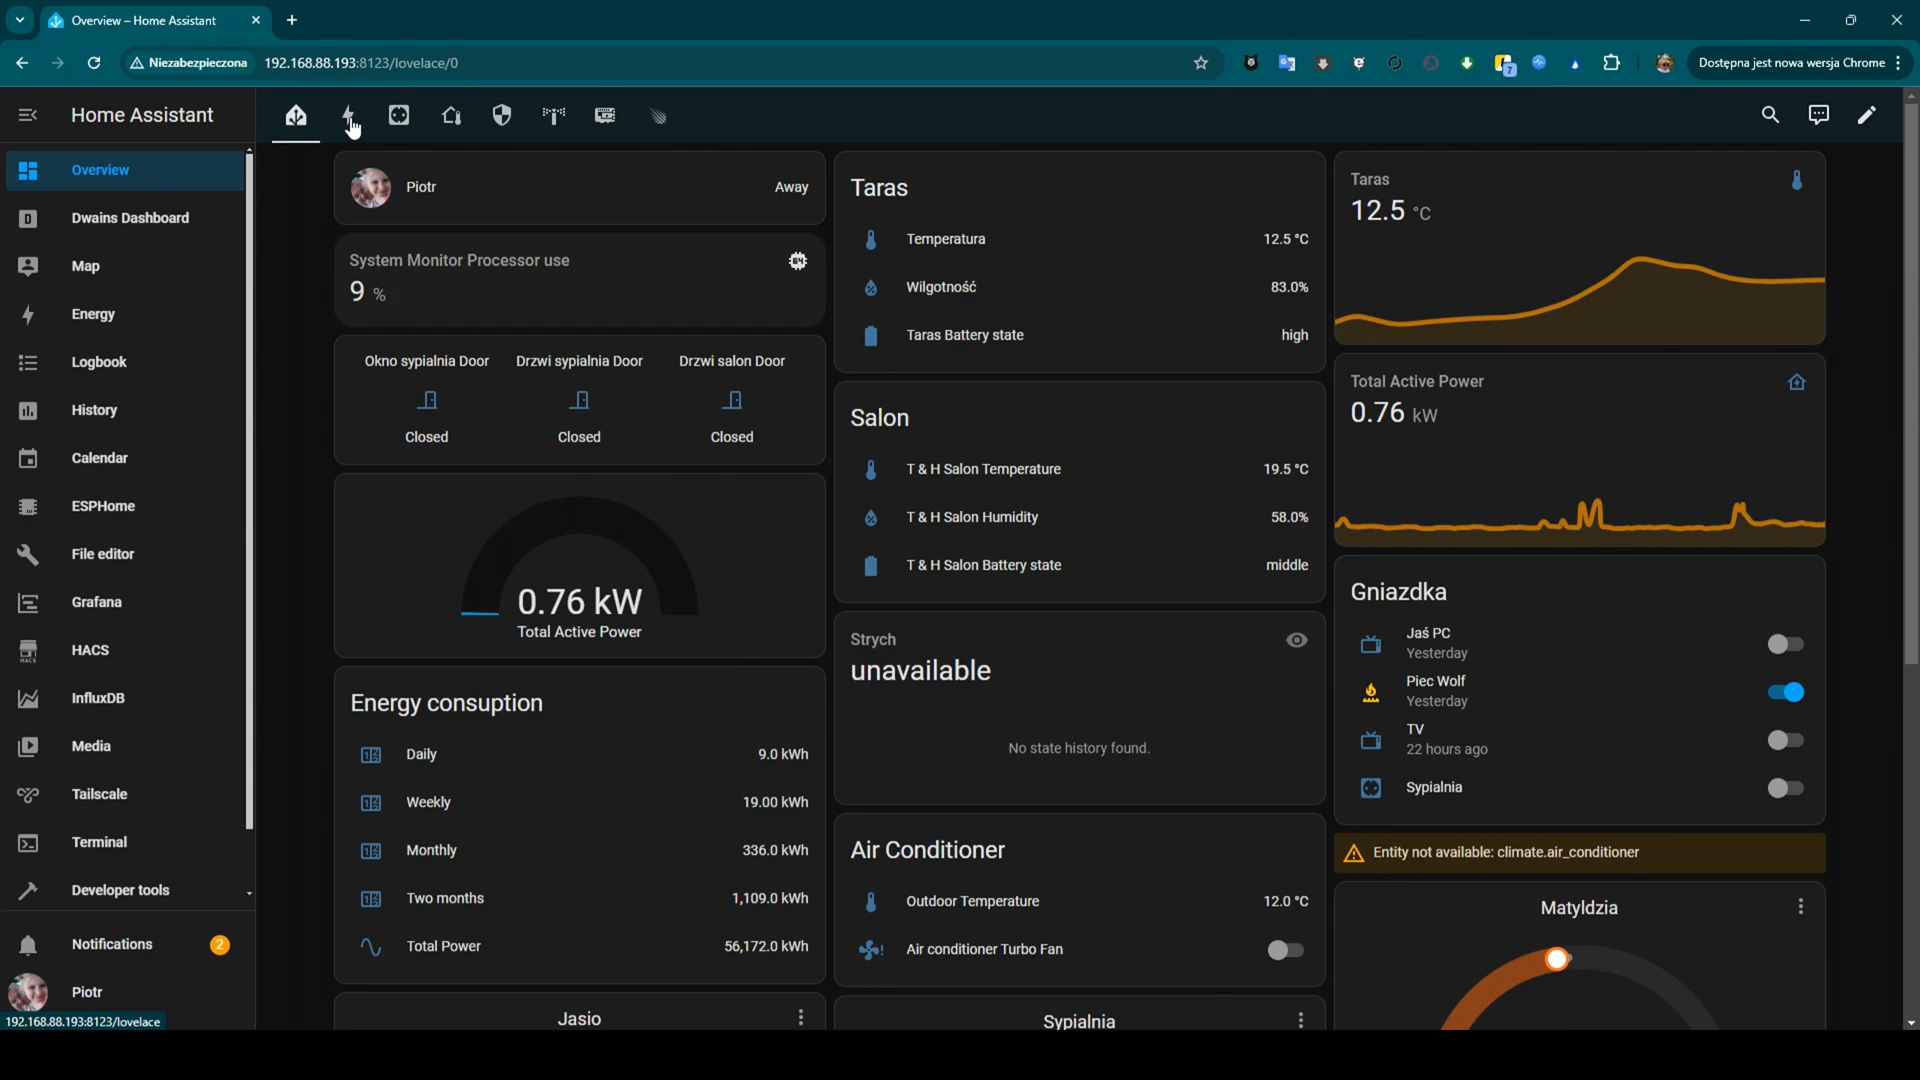 Overview – Home Assistant
Niezabezpieczona
192.168.88.193:8123/lovelace/0
7
Dostępna jest nowa wersja Chrome
Home Assistant
Overview
Dwains Dashboard
Map
Energy
Logbook
History
Calendar
ESPHome
File editor
Grafana
HACS
HACS
InfluxDB
Media
Tailscale
Terminal
Developer tools
Notifications
2
Piotr
192.168.88.193:8123/lovelace
Piotr
Away
System Monitor Processor use
64
9 %
Okno sypialnia Door
Drzwi sypialnia Door
Drzwi salon Door
Closed
Closed
Closed
0.76 kW
Total Active Power
Energy consuption
Daily
9.0 kWh
Weekly
19.00 kWh
Monthly
336.0 kWh
Two months
1,109.0 kWh
Total Power
56,172.0 kWh
Jasio
Taras
Temperatura
12.5 °C
Wilgotność
83.0%
Taras Battery state
high
Salon
T & H Salon Temperature
19.5 °C
T & H Salon Humidity
58.0%
T & H Salon Battery state
middle
Strych
unavailable
No state history found.
Air Conditioner
Outdoor Temperature
12.0 °C
Air conditioner Turbo Fan
Sypialnia
Taras
12.5 °C
Total Active Power
0.76 kW
Gniazdka
Jaś PC
Yesterday
Piec Wolf
Yesterday
TV
22 hours ago
Sypialnia
Entity not available: climate.air_conditioner
Matyldzia